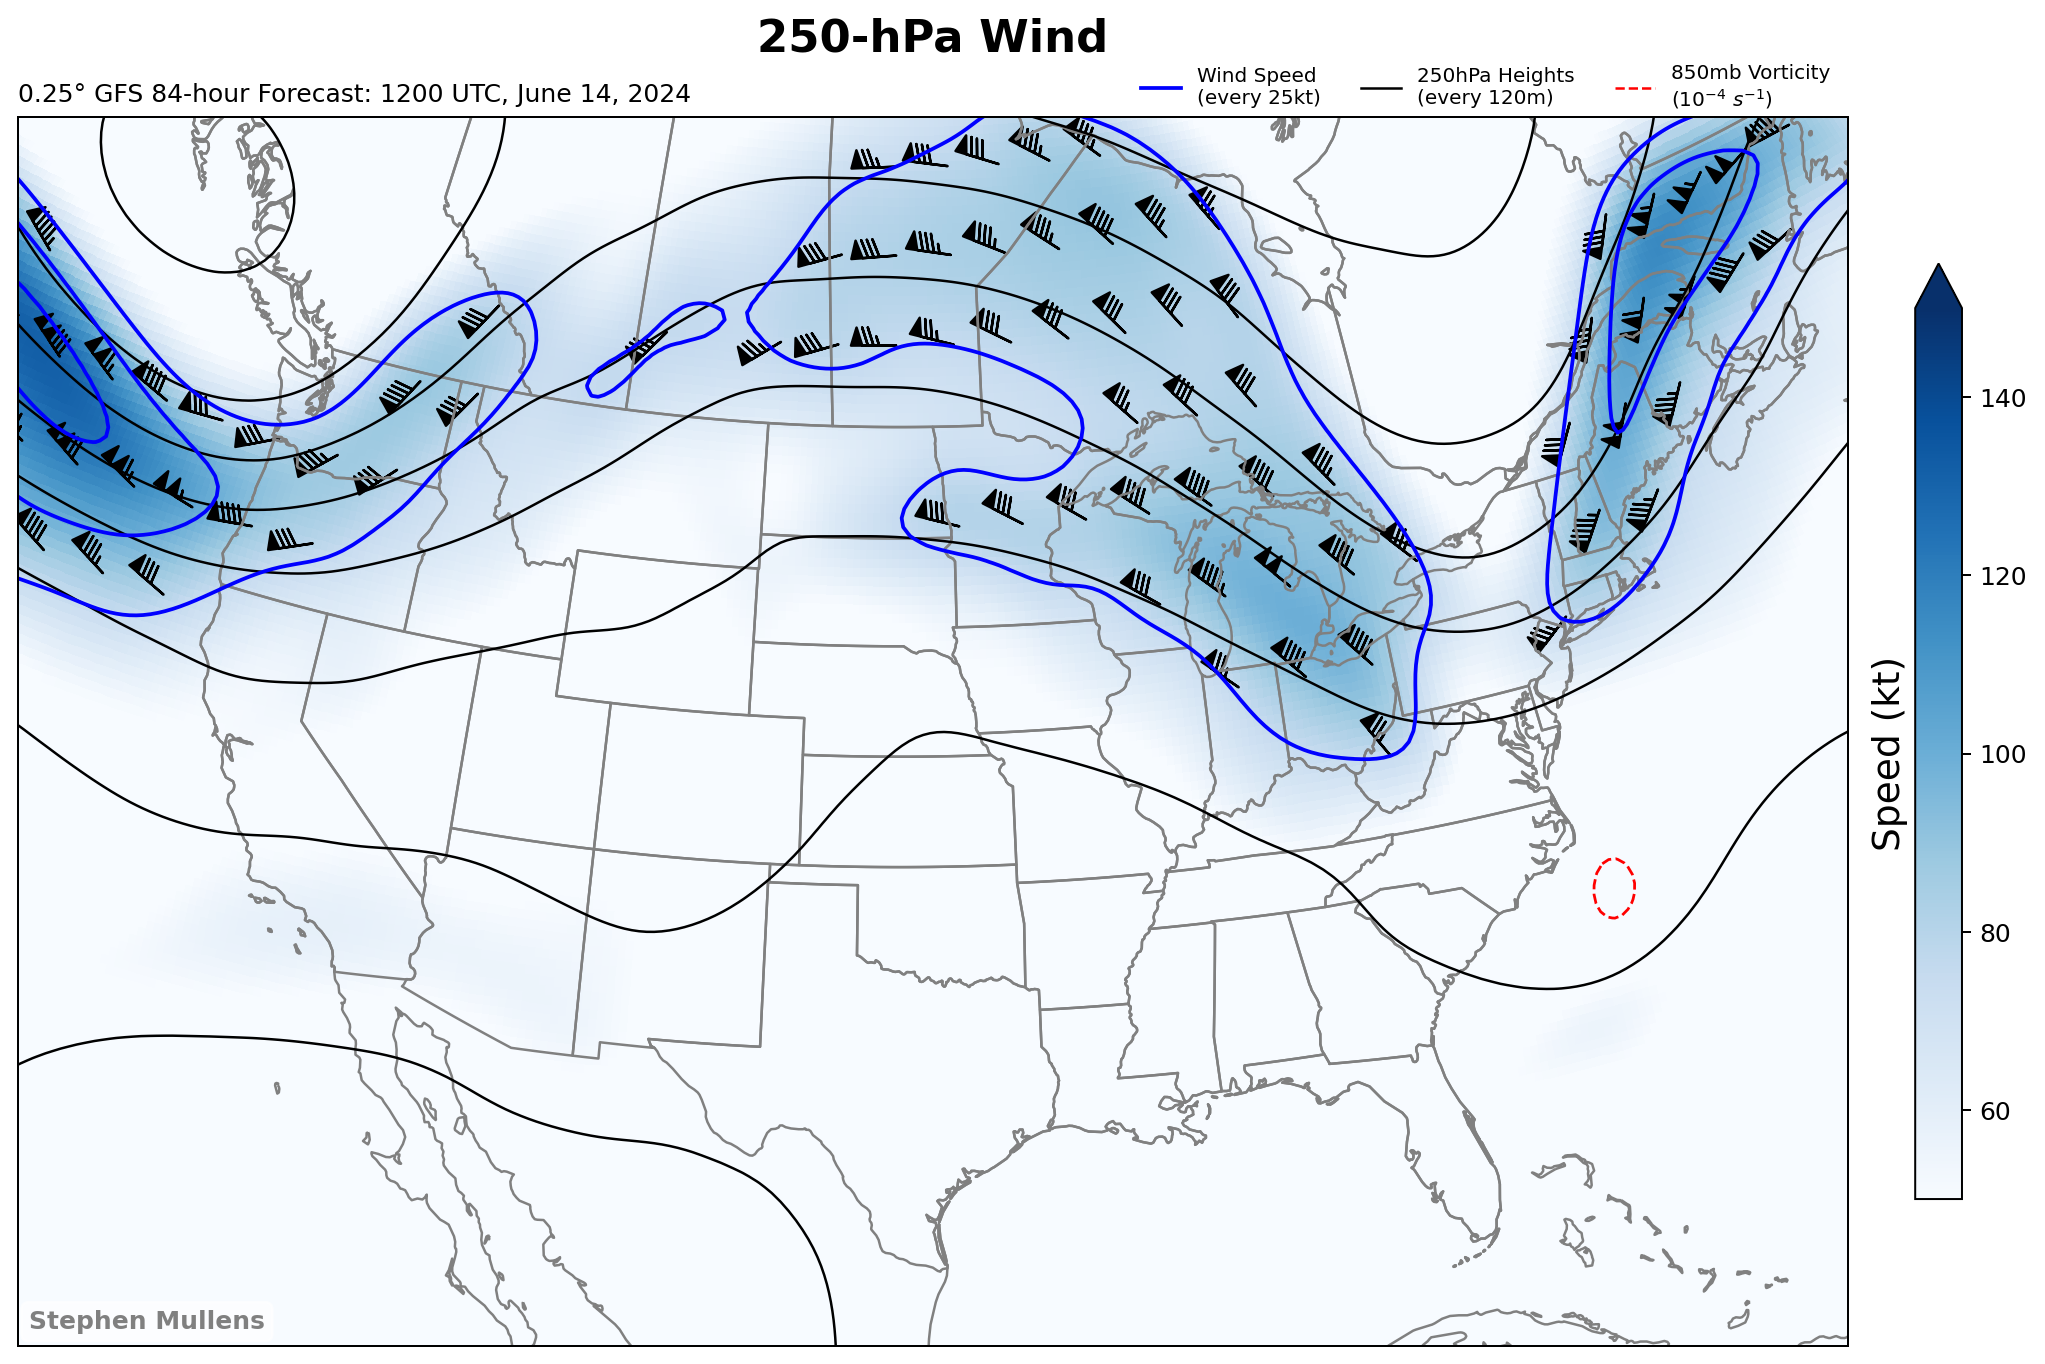 250-hPa Wind
0.25° GFS 84-hour Forecast: 1200 UTC, June 14, 2024
Wind Speed
(every 25kt)
250hPa Heights
(every 120m)
850mb Vorticity
(10⁻⁴ s⁻¹)
140
120
100
80
60
Speed (kt)
Stephen Mullens